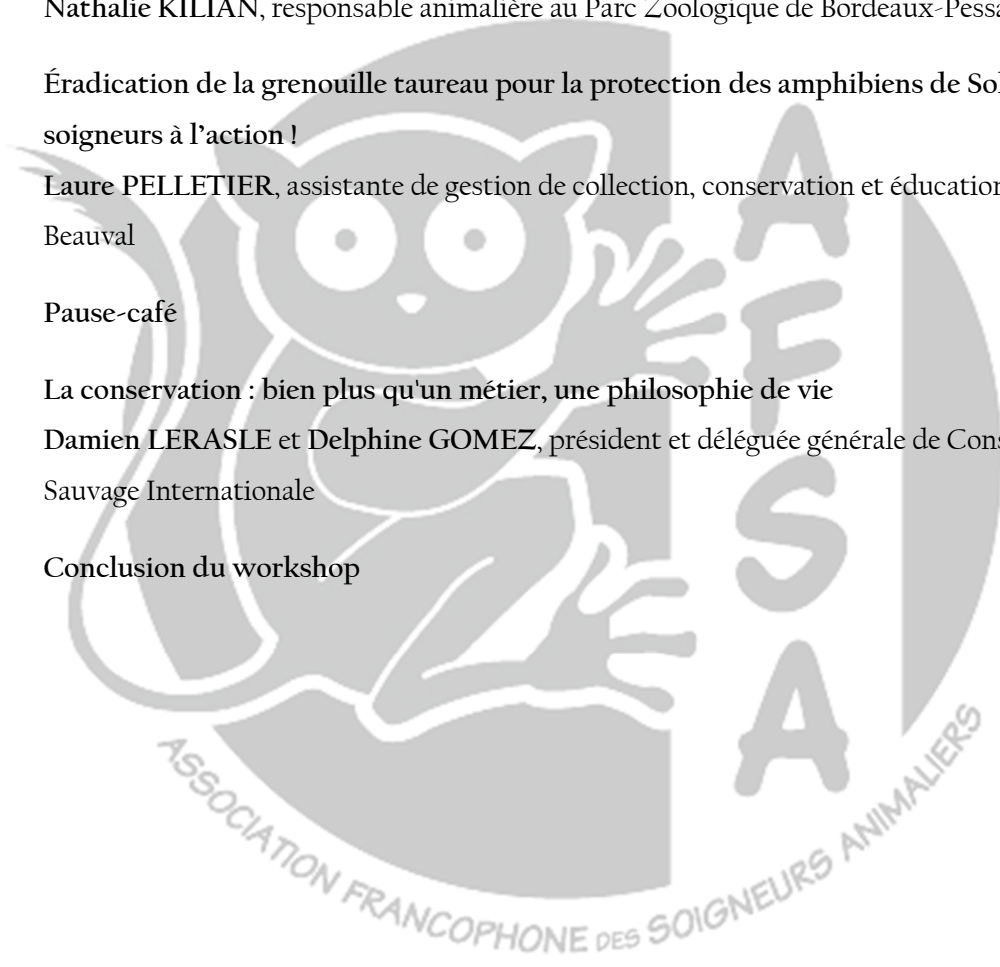 Nathalie KILIAN, responsable animalière au Parc Zoologique de
Éradication de la grenouille taureau pour la protection des amphibiens de
soigneurs à l’action !
Laure PELLETIER, assistante de gestion de collection, conservation et éducation
Beauval
Pause-café
La conservation : bien plus qu'un métier, une philosophie de vie
Damien LERASLE et Delphine GOMEZ, président et déléguée générale de
Sauvage Internationale
Conclusion du workshop
AFSA
ASSOCIATION FRANCOPHONE DES SOIGNEURS ANIMALIERS